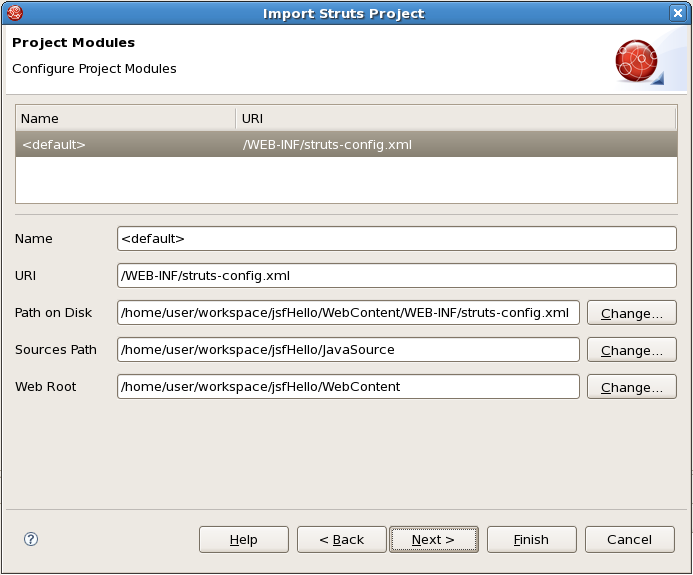 Import Struts Project
Project Modules
Configure Project Modules
Name URI
<default> /WEB-INF/struts-config.xml
Name <default>
URI /WEB-INF/struts-config.xml
Path on Disk /home/user/workspace/jsfHello/WebContent/WEB-INF/struts-config.xml Change...
Sources Path /home/user/workspace/jsfHello/JavaSource Change...
Web Root /home/user/workspace/jsfHello/WebContent Change...
? Help < Back Next > Finish Cancel